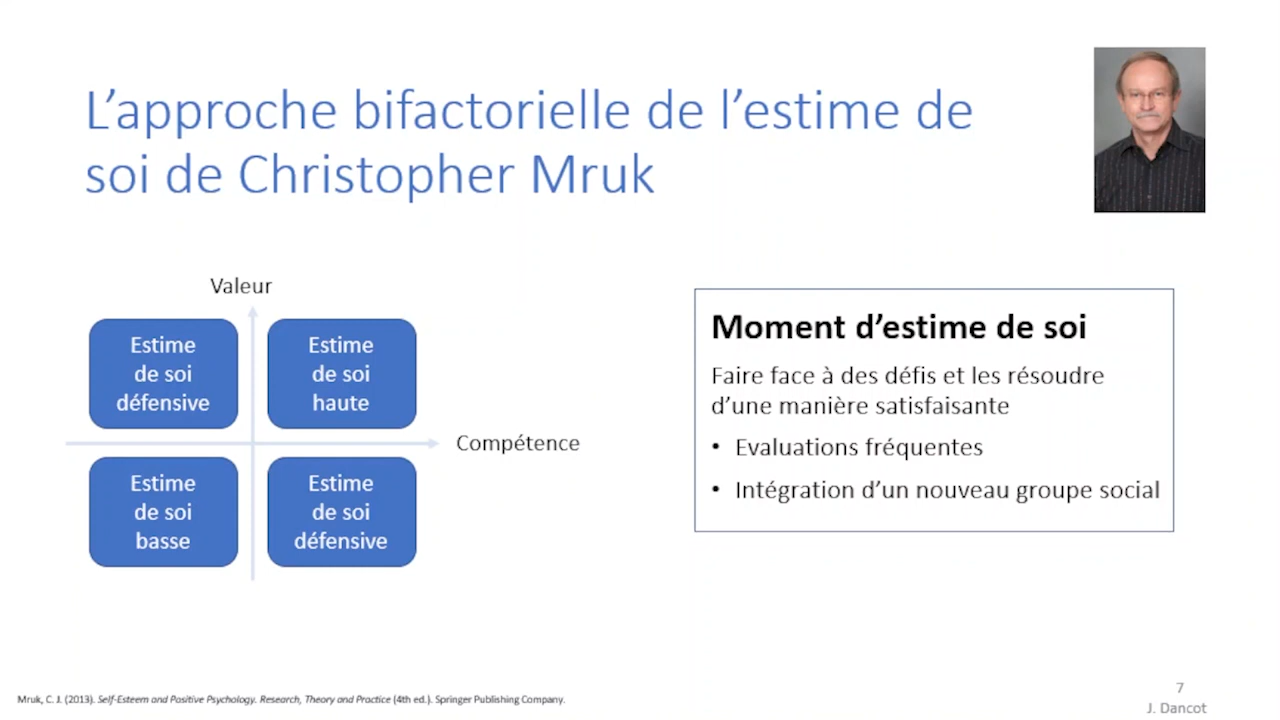 L’approche bifactorielle de l’estime de
soi de Christopher Mruk
Valeur
Estime
de soi
défensive
Estime
de soi
haute
Compétence
Estime
de soi
basse
Estime
de soi
défensive
Moment d’estime de soi
Faire face à des défis et les résoudre
d’une manière satisfaisante
• Evaluations fréquentes
• Intégration d’un nouveau groupe social
Mruk, C. J. (2013). Self-Esteem and Positive Psychology. Research, Theory and Practice (4th ed.). Springer Publishing Company.
7
J. Dancot